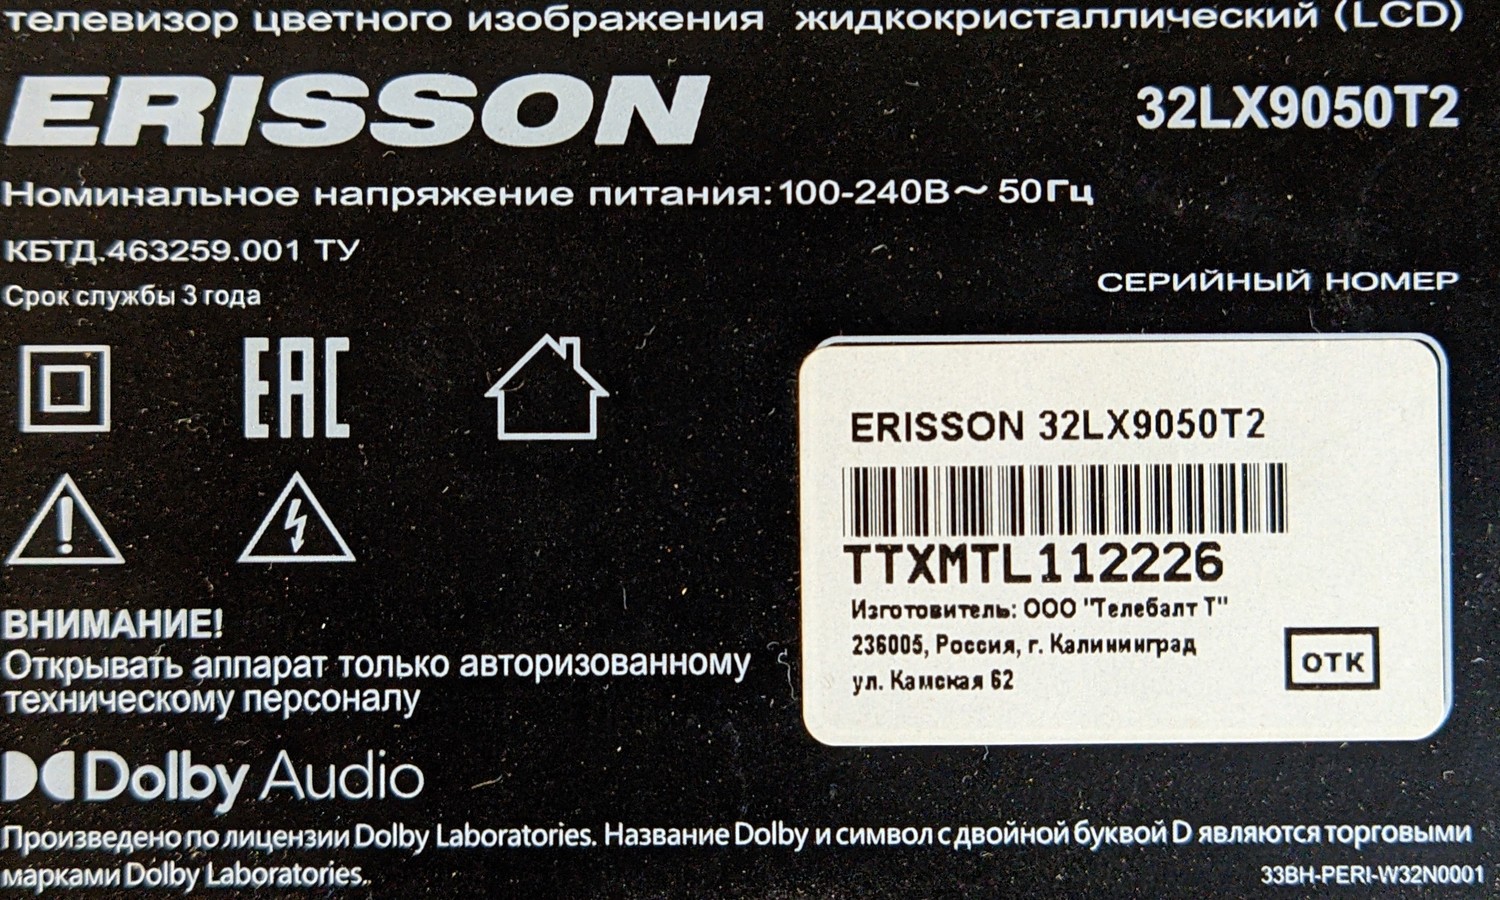 телевизор цветного изображения жидкокристаллический (LCD)
ERISSON
32LX9050T2
Номинальное напряжение питания: 100-240В~ 50Гц
КБТД.463259.001 ТУ
Срок службы 3 года
СЕРИЙНЫЙ НОМЕР
EAC
ERISSON 32LX9050T2
TTXMTL112226
Изготовитель: ООО "Телебалт Т"
236005, Россия, г. Калининград
ул. Камская 62
ОТК
ВНИМАНИЕ!
Открывать аппарат только авторизованному
техническому персоналу
Dolby Audio
Произведено по лицензии Dolby Laboratories. Название Dolby и символ с двойной буквой D являются торговыми
марками Dolby Laboratories.
33BH-PERI-W32N0001